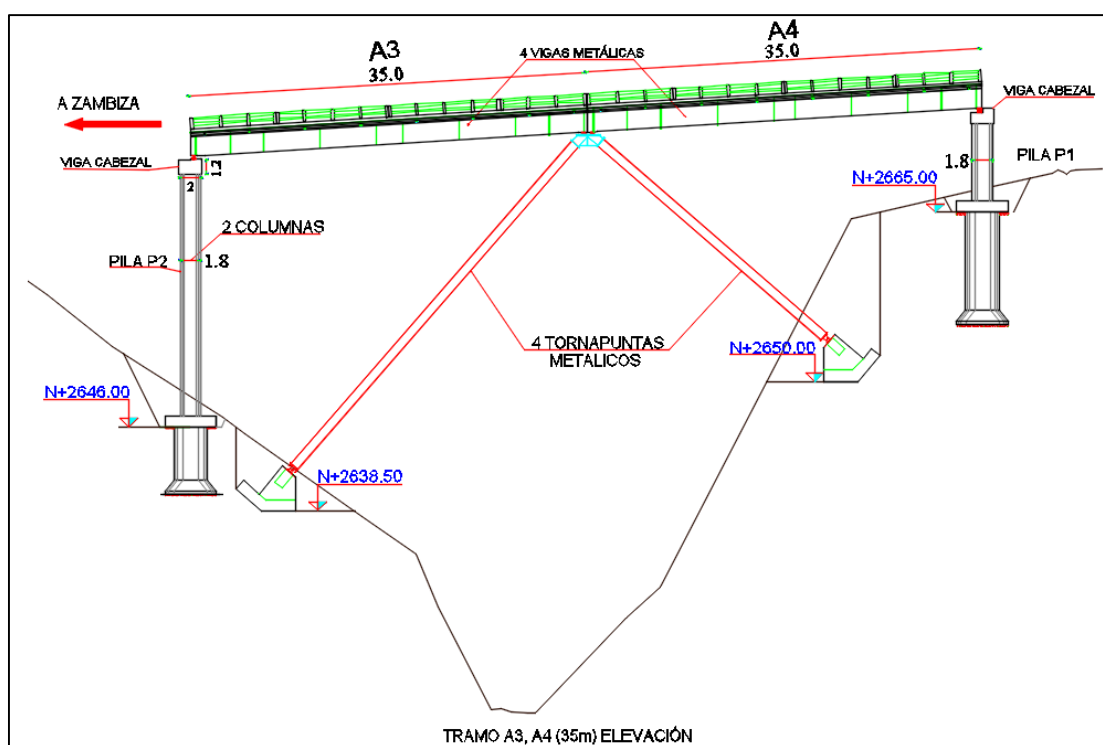 A3
A4
35.0
4 VIGAS METÁLICAS
35.0
A ZAMBIZA
VIGA CABEZAL
VIGA CABEZAL
1.2
2
1.8
PILA P1
N+2665.00
2 COLUMNAS
PILA P2
1.8
4 TORNAPUNTAS
METÁLICOS
N+2650.00
N+2646.00
N+2638.50
TRAMO A3, A4 (35m) ELEVACIÓN